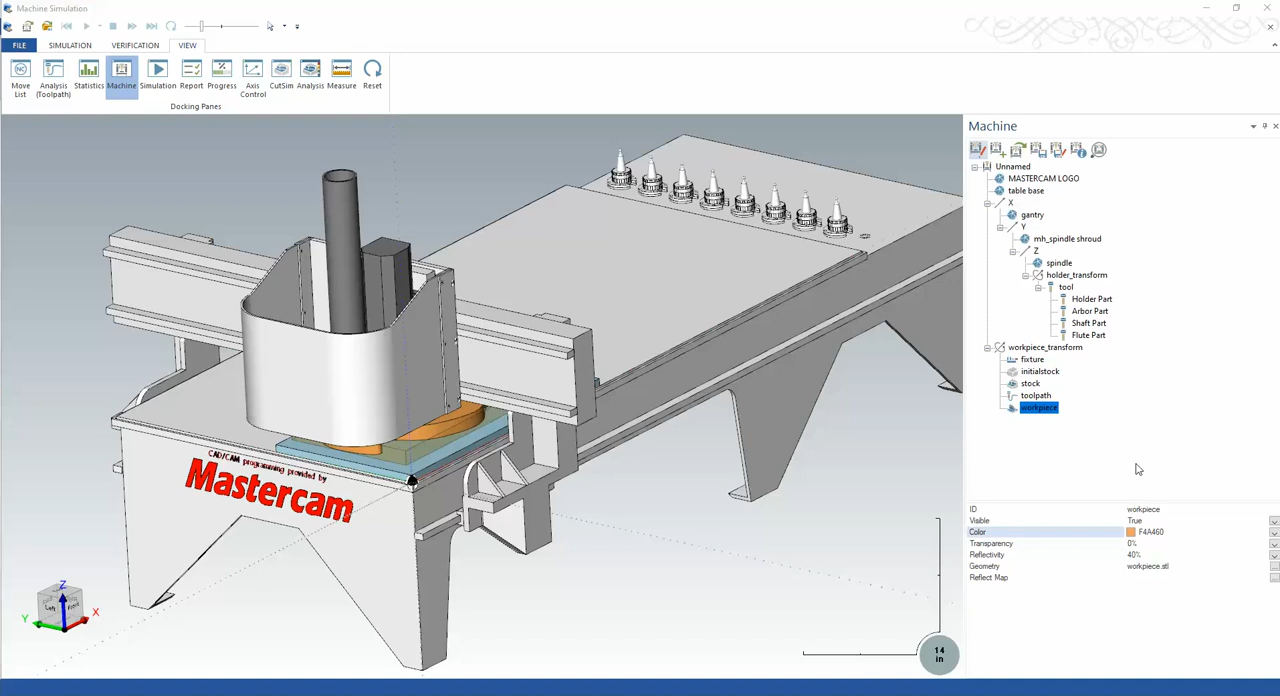 Machine Simulation
FILE SIMULATION VERIFICATION VIEW
NC
Move List Analysis (Toolpath) Statistics Machine Simulation Report Progress Axis Control CutSim Analysis Measure Reset
Docking Panes
Machine
Unnamed
MASTERCAM LOGO
table base
X
gantry
Y
mh_spindle shroud
Z
spindle
holder_transform
tool
Holder Part
Arbor Part
Shaft Part
Flute Part
workpiece_transform
fixture
initialstock
stock
toolpath
workpiece
CAD/CAM programming provided by
Mastercam
ID workpiece
Visible True
Color F4A460
Transparency 0%
Reflectivity 40%
Geometry workpiece.stl
Reflect Map
Z
Left Front
Y X
14
in